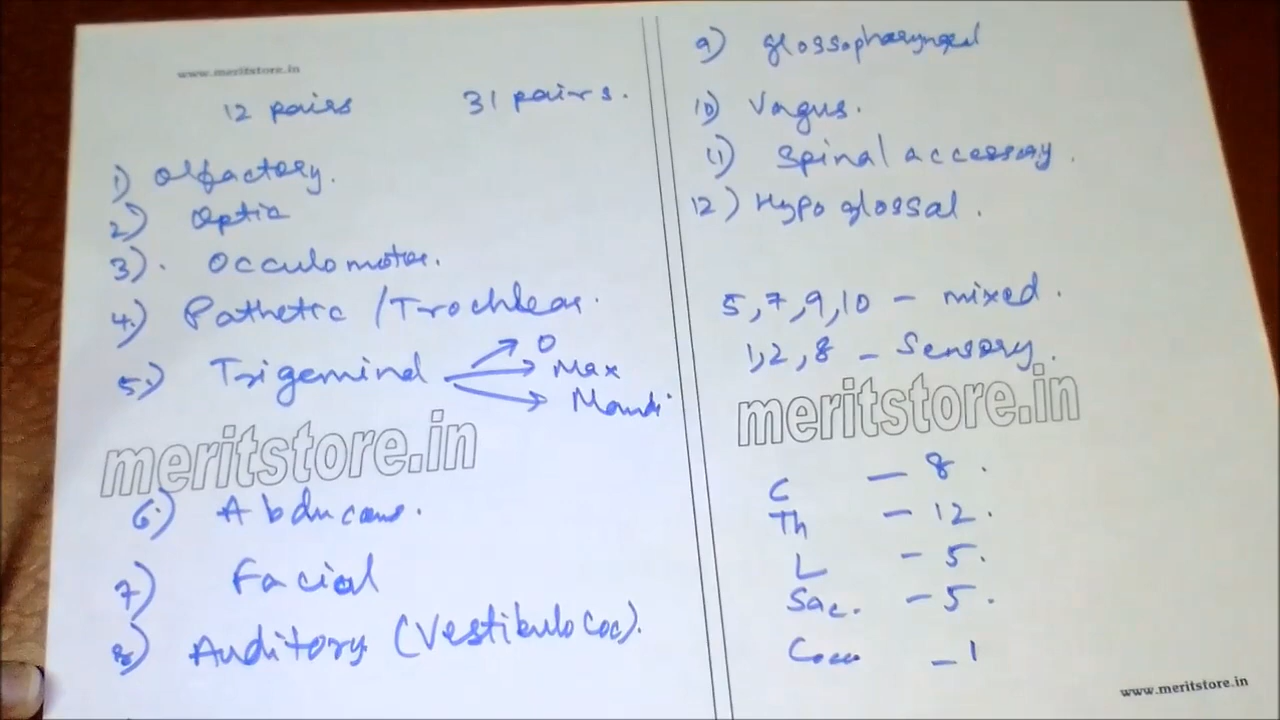 www.meritstore.in
12 pairs 31 pairs.
1) Olfactory.
2) Optic
3). Occulomotor.
4.) Pathetic / Trochlear.
5.) Trigeminal → O
→ Max
→ Mandi
meritstore.in
6.) Abducens.
7) Facial
8) Auditory (Vestibulo coc).
9) glossopharyngeal
10) Vagus.
11) Spinal accessory.
12) Hypo glossal.
5,7,9,10 – mixed.
1,2,8 – Sensory.
meritstore.in
C – 8.
Th – 12.
L – 5.
Sac. – 5.
– 1
www.meritstore.in